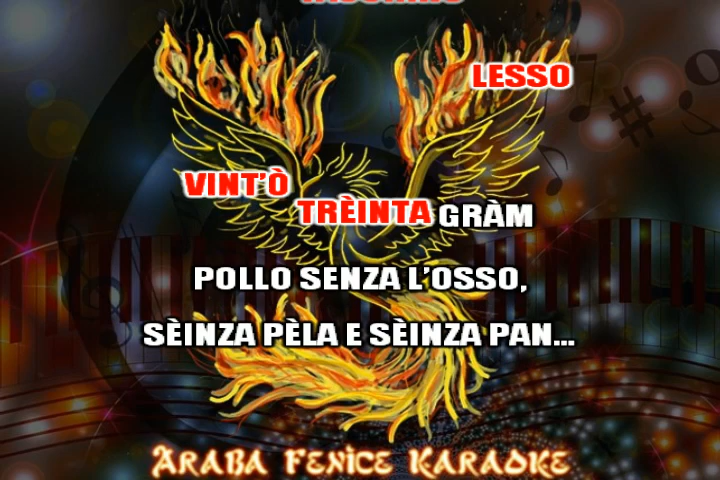 LESSO
VINT'Ò
TRÈINTA GRÀM
POLLO SENZA L'OSSO,
SÈINZA PÈLA E SÈINZA PAN...
ARABA FENICE KARAOKE